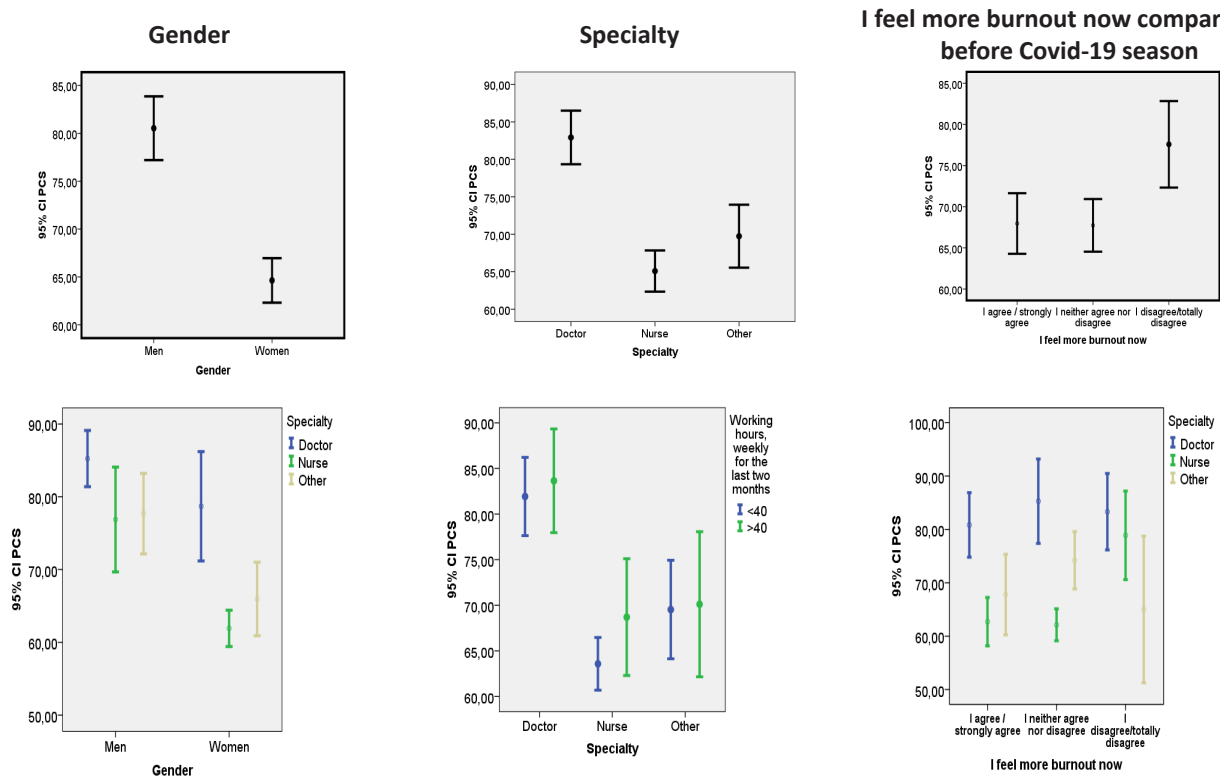 Gender
85,00
80,00
75,00
70,00
65,00
60,00
95% CI PCS
Men
Women
Gender
Specialty
90,00
85,00
80,00
75,00
70,00
65,00
60,00
95% CI PCS
Doctor
Nurse
Other
Specialty
I feel more burnout now compar
before Covid-19 season
85,00
80,00
75,00
70,00
65,00
60,00
95% CI PCS
I agree / strongly
agree
I neither agree nor
disagree
I disagree/totally
disagree
I feel more burnout now
90,00
80,00
70,00
60,00
50,00
95% CI PCS
Men
Women
Gender
Specialty
Doctor
Nurse
Other
90,00
85,00
80,00
75,00
70,00
65,00
60,00
95% CI PCS
Doctor
Nurse
Other
Specialty
Working
hours,
weekly
for the
last two
months
<40
>40
100,00
90,00
80,00
70,00
60,00
50,00
95% CI PCS
I agree /
strongly agree
I neither agree
nor disagree
I
disagree/totally
disagree
I feel more burnout now
Specialty
Doctor
Nurse
Other